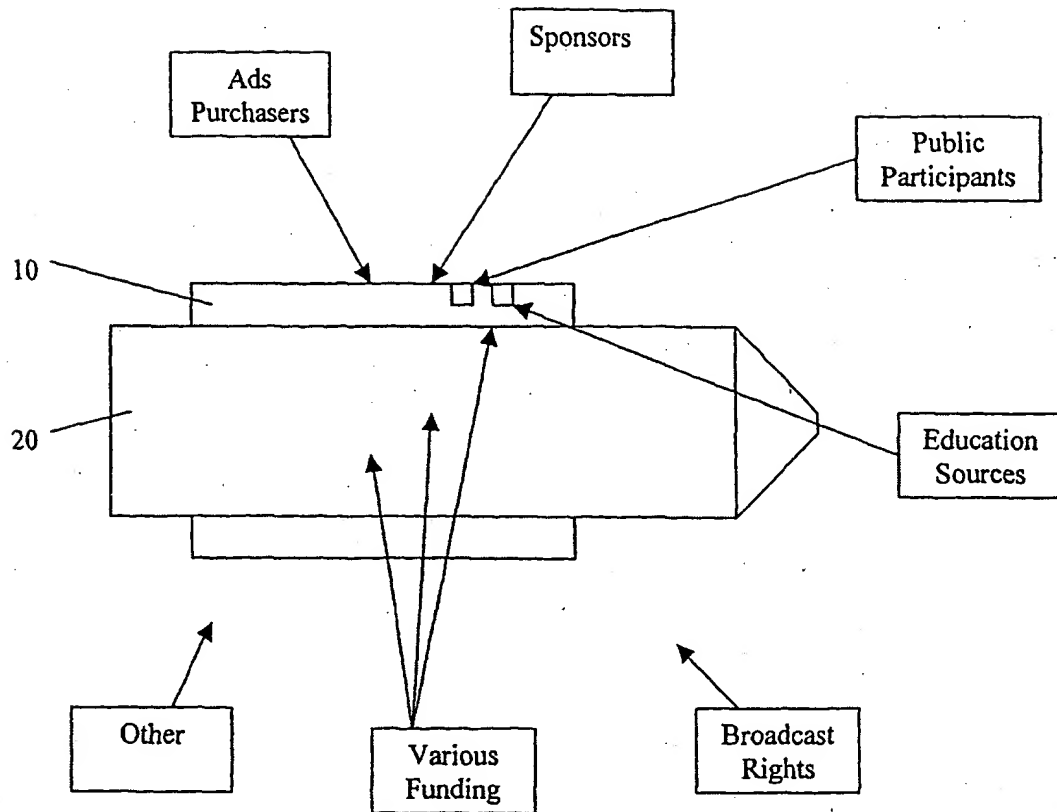 Sponsors
Ads
Purchasers
Public
Participants
10
20
Education
Sources
Other
Various
Funding
Broadcast
Rights